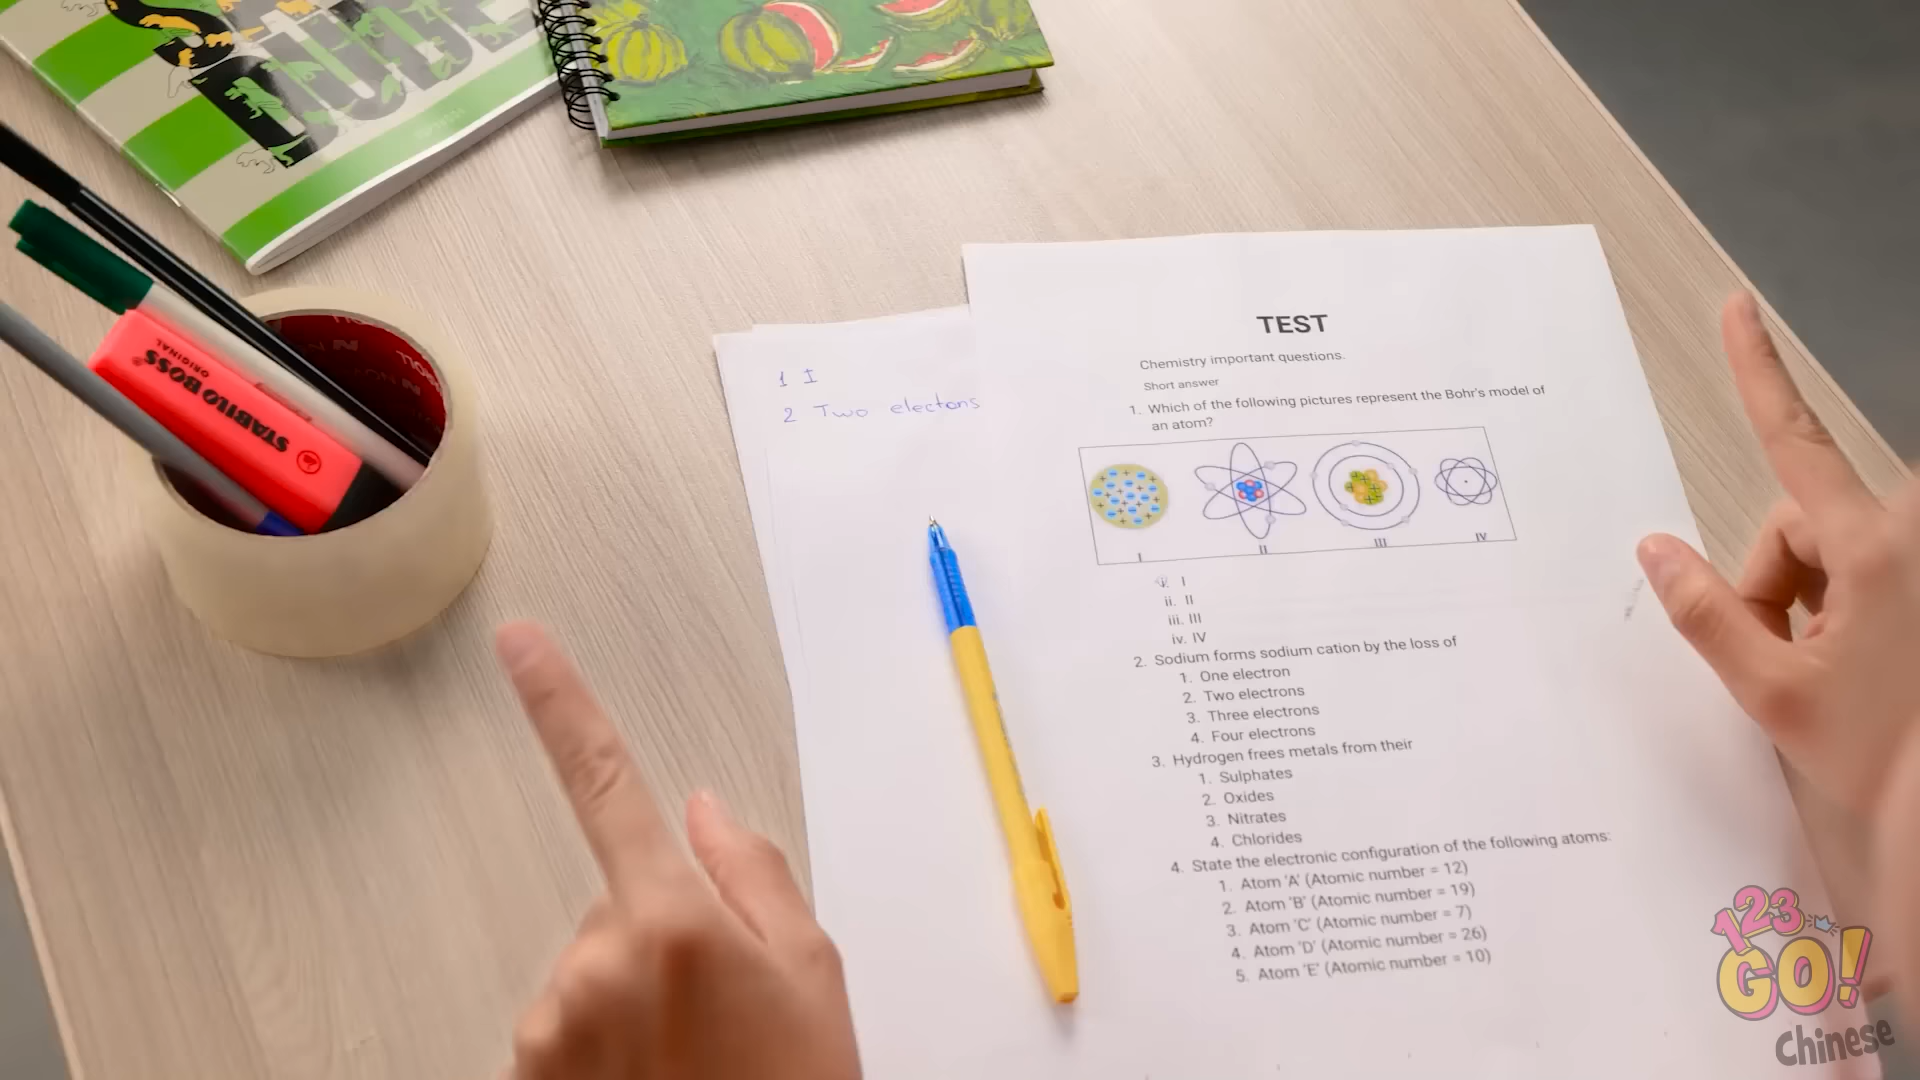 STABILO BOSS®
ORIGINAL
1 I
2 Two electons
TEST
Chemistry important questions.
Short answer
1. Which of the following pictures represent the Bohr's model of
an atom?
I II III IV
I
ii. II
iii. III
iv. IV
2. Sodium forms sodium cation by the loss of
1. One electron
2. Two electrons
3. Three electrons
4. Four electrons
3. Hydrogen frees metals from their
1. Sulphates
2. Oxides
3. Nitrates
4. Chlorides
4. State the electronic configuration of the following atoms:
1. Atom 'A' (Atomic number = 12)
2. Atom 'B' (Atomic number = 19)
3. Atom 'C' (Atomic number = 7)
4. Atom 'D' (Atomic number = 26)
5. Atom 'E' (Atomic number = 10)
123
GO!
Chinese